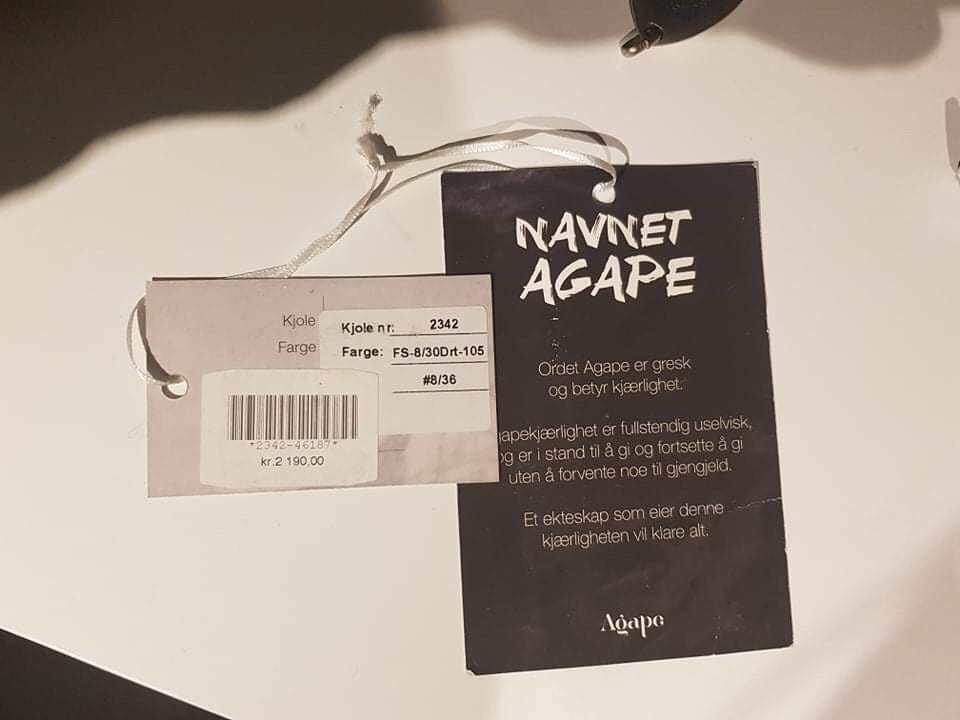 Kjole
Farge
Kjole nr: 2342
Farge: FS-8/30Drt-105
#8/36
*2342-46187*
kr.2 190,00
NAVNET
AGAPE
Ordet Agape er gresk
og betyr kjærlighet.
gapekjærlighet er fullstendig uselvisk,
og er i stand til å gi og fortsette å gi
uten å forvente noe til gjengjeld.
Et ekteskap som eier denne
kjærligheten vil klare alt.
Agape